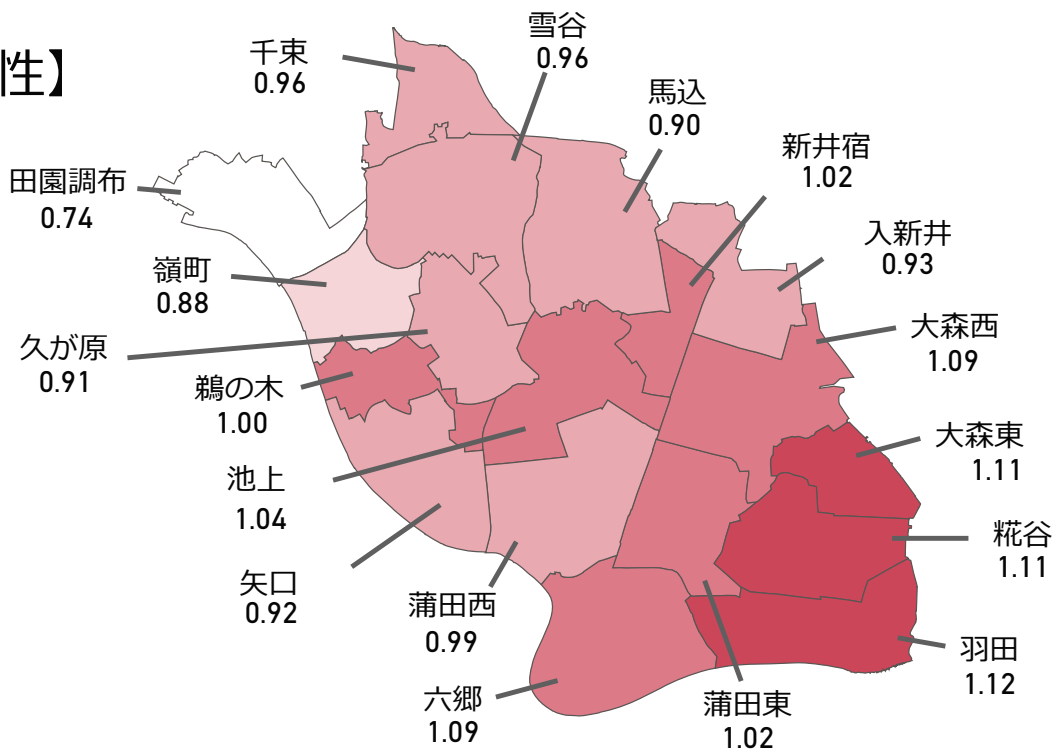 性】
千束
0.96
雪谷
0.96
馬込
0.90
新井宿
1.02
田園調布
0.74
入新井
0.93
嶺町
0.88
大森西
1.09
久が原
0.91
鵜の木
1.00
大森東
1.11
池上
1.04
糀谷
1.11
矢口
0.92
蒲田西
0.99
羽田
1.12
六郷
1.09
蒲田東
1.02